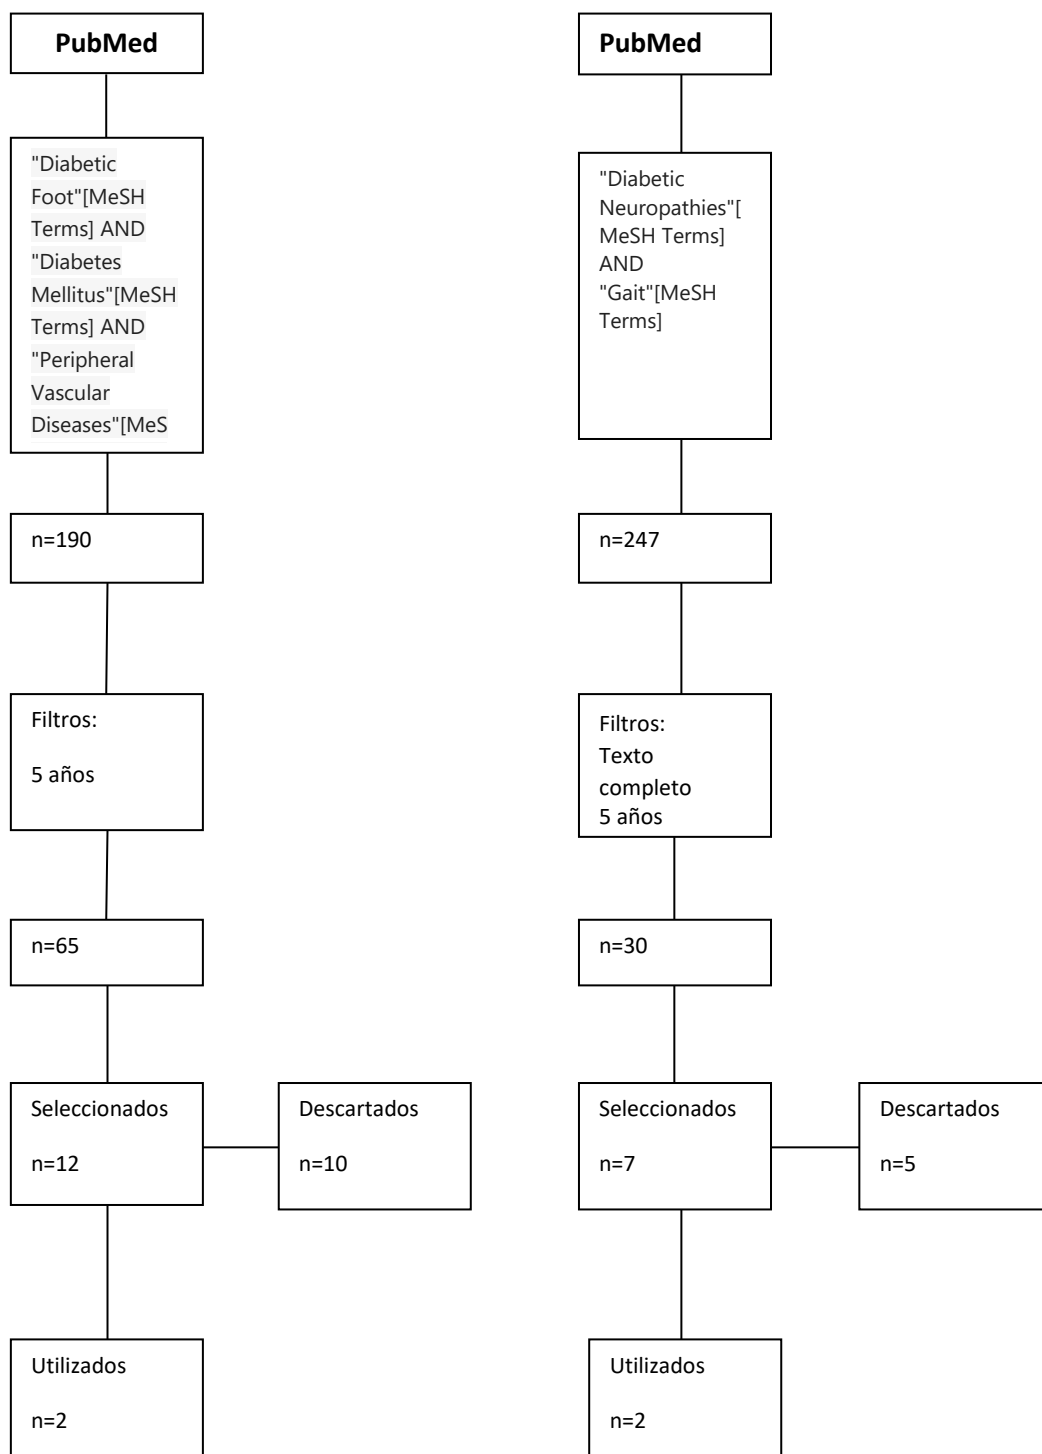 PubMed
"Diabetic
Foot"[MeSH
Terms] AND
"Diabetes
Mellitus"[MeSH
Terms] AND
"Peripheral
Vascular
Diseases"[MeS
n=190
Filtros:
5 años
n=65
Seleccionados
n=12
Descartados
n=10
Utilizados
n=2
PubMed
"Diabetic
Neuropathies"[
MeSH Terms]
AND
"Gait"[MeSH
Terms]
n=247
Filtros:
Texto
completo
5 años
n=30
Seleccionados
n=7
Descartados
n=5
Utilizados
n=2